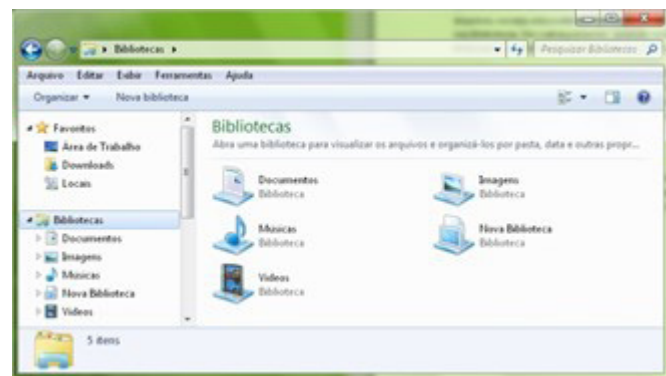 Bibliotecas
Pesquisar Bibliotecas
Arquivo Editar Exibir Ferramentas Ajuda
Organizar Nova biblioteca
Favoritos
Área de Trabalho
Downloads
Locais
Bibliotecas
Documentos
Imagens
Músicas
Nova Biblioteca
Vídeos
Bibliotecas
Abra uma biblioteca para visualizar os arquivos e organizá-los por pasta, data e outras propr...
Documentos
Biblioteca
Imagens
Biblioteca
Músicas
Biblioteca
Nova Biblioteca
Biblioteca
Vídeos
Biblioteca
5 itens